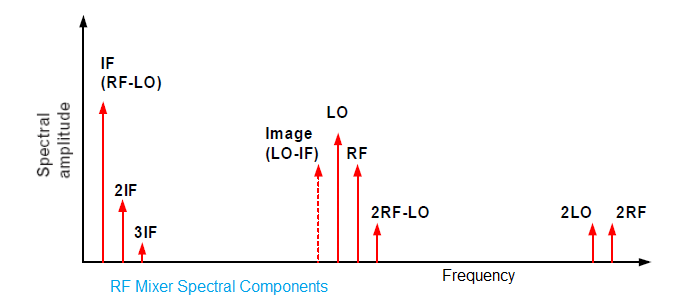 IF
(RF-LO)
2IF
3IF
Image
(LO-IF)
LO
RF
2RF-LO
2LO
2RF
Spectral
amplitude
Frequency
RF Mixer Spectral Components